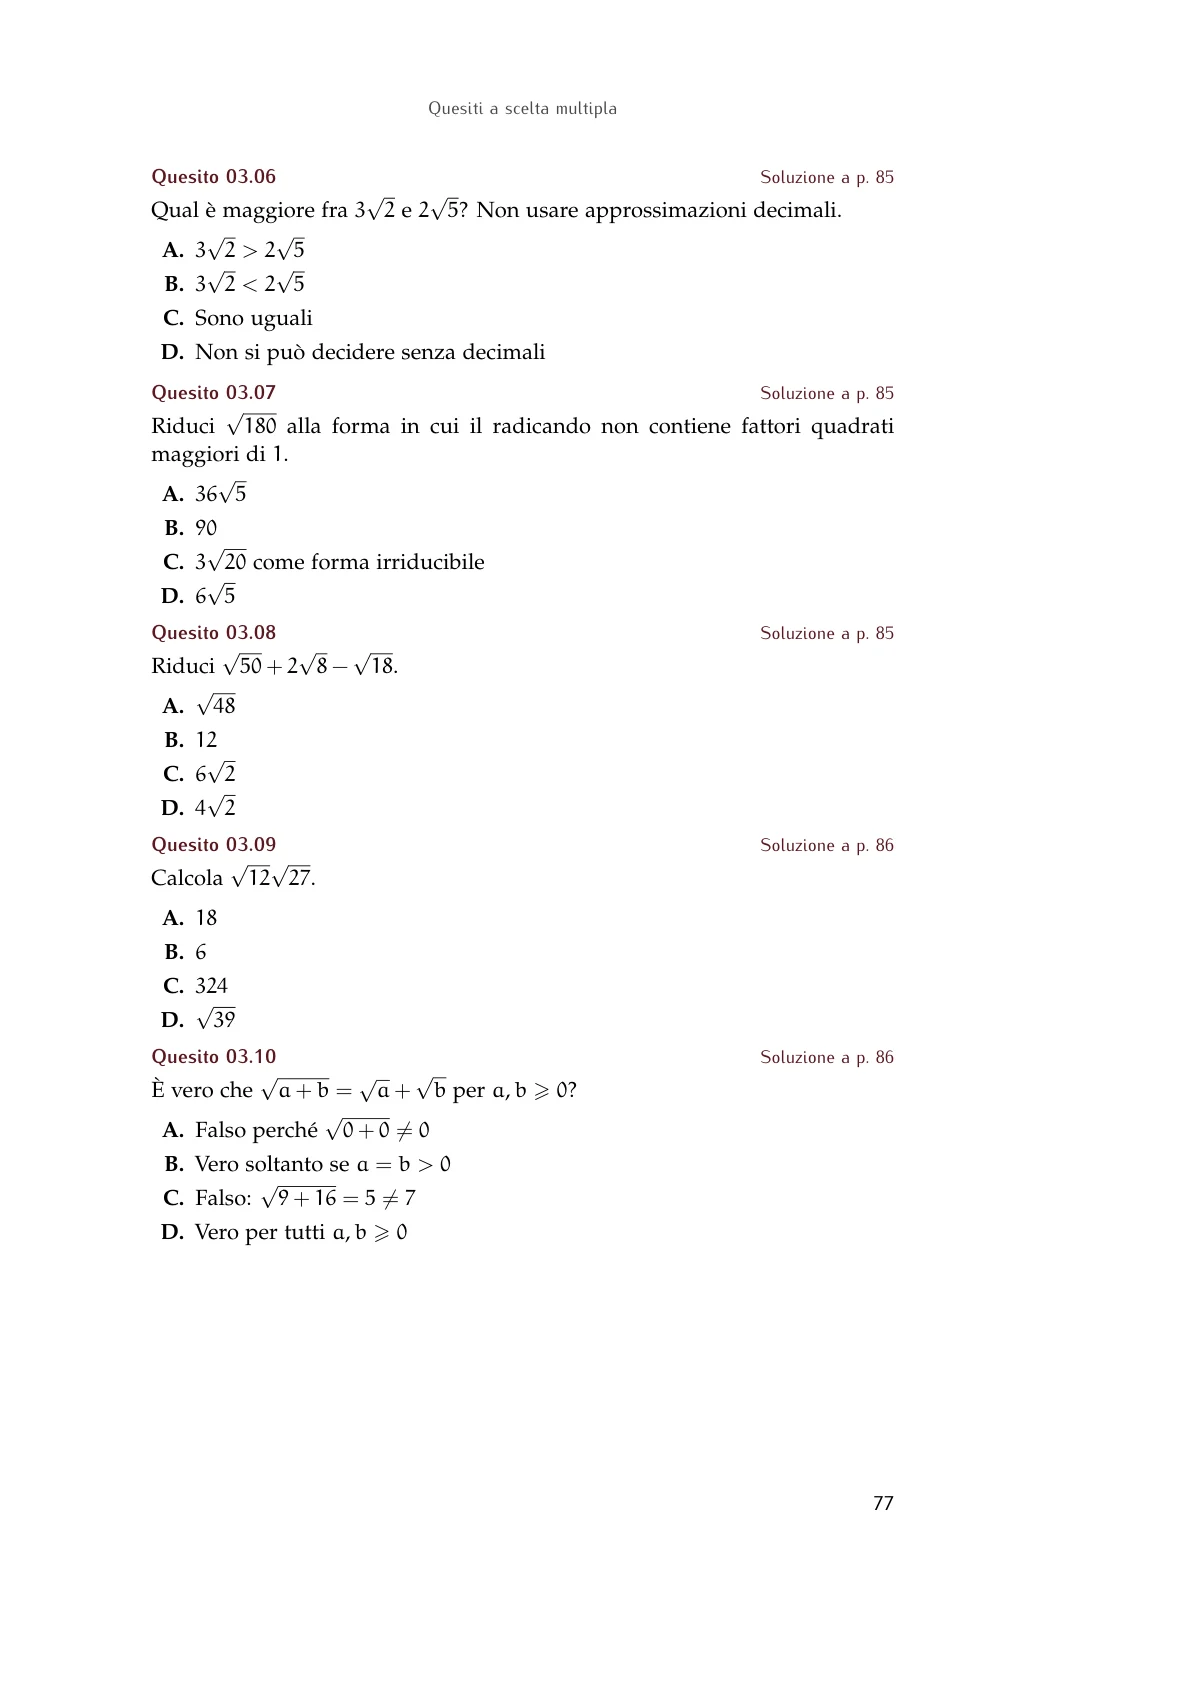 Quesiti a scelta multipla
Quesito 03.06 Soluzione a p. 85
Qual è maggiore fra 3√2 e 2√5? Non usare approssimazioni decimali.
A. 3√2 > 2√5
B. 3√2 < 2√5
C. Sono uguali
D. Non si può decidere senza decimali
Quesito 03.07 Soluzione a p. 85
Riduci √180 alla forma in cui il radicando non contiene fattori quadrati
maggiori di 1.
A. 36√5
B. 90
C. 3√20 come forma irriducibile
D. 6√5
Quesito 03.08 Soluzione a p. 85
Riduci √50 + 2√8 − √18.
A. √48
B. 12
C. 6√2
D. 4√2
Quesito 03.09 Soluzione a p. 86
Calcola √12√27.
A. 18
B. 6
C. 324
D. √39
Quesito 03.10 Soluzione a p. 86
È vero che √(a + b) = √a + √b per a, b ⩾ 0?
A. Falso perché √(0 + 0) ≠ 0
B. Vero soltanto se a = b > 0
C. Falso: √(9 + 16) = 5 ≠ 7
D. Vero per tutti a, b ⩾ 0
77